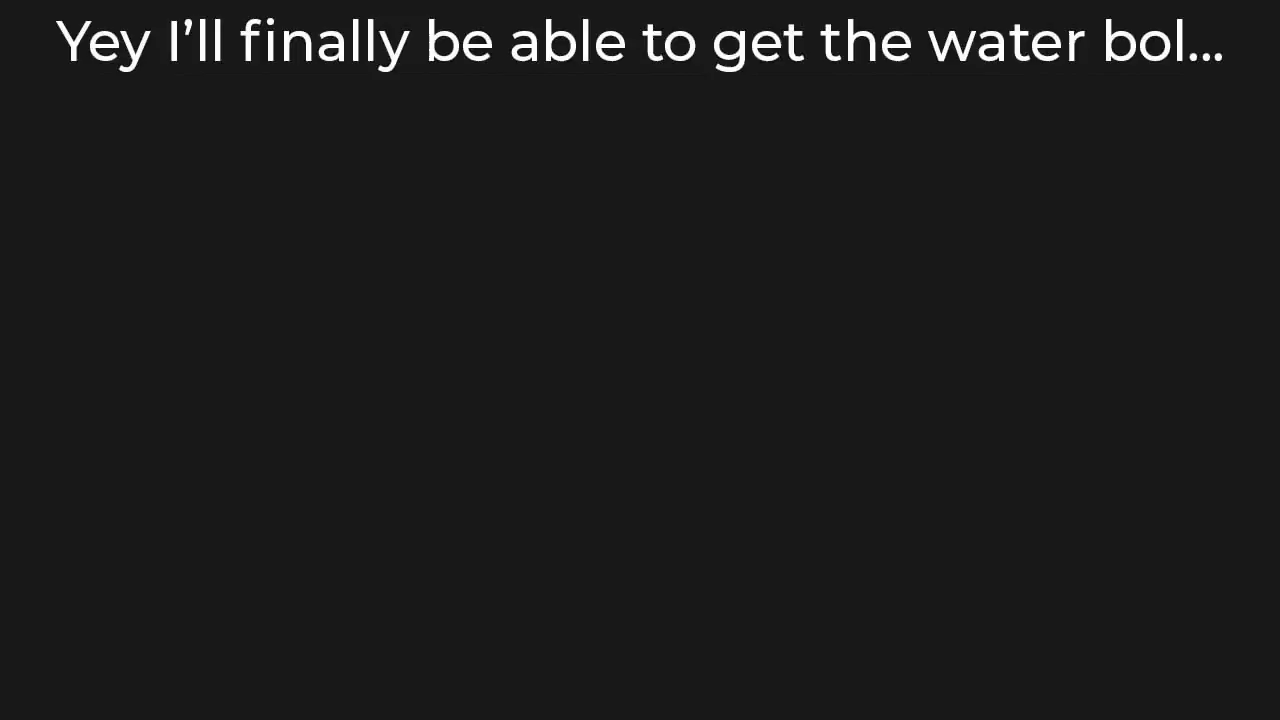 Yey I’ll finally be able to get the water bol...